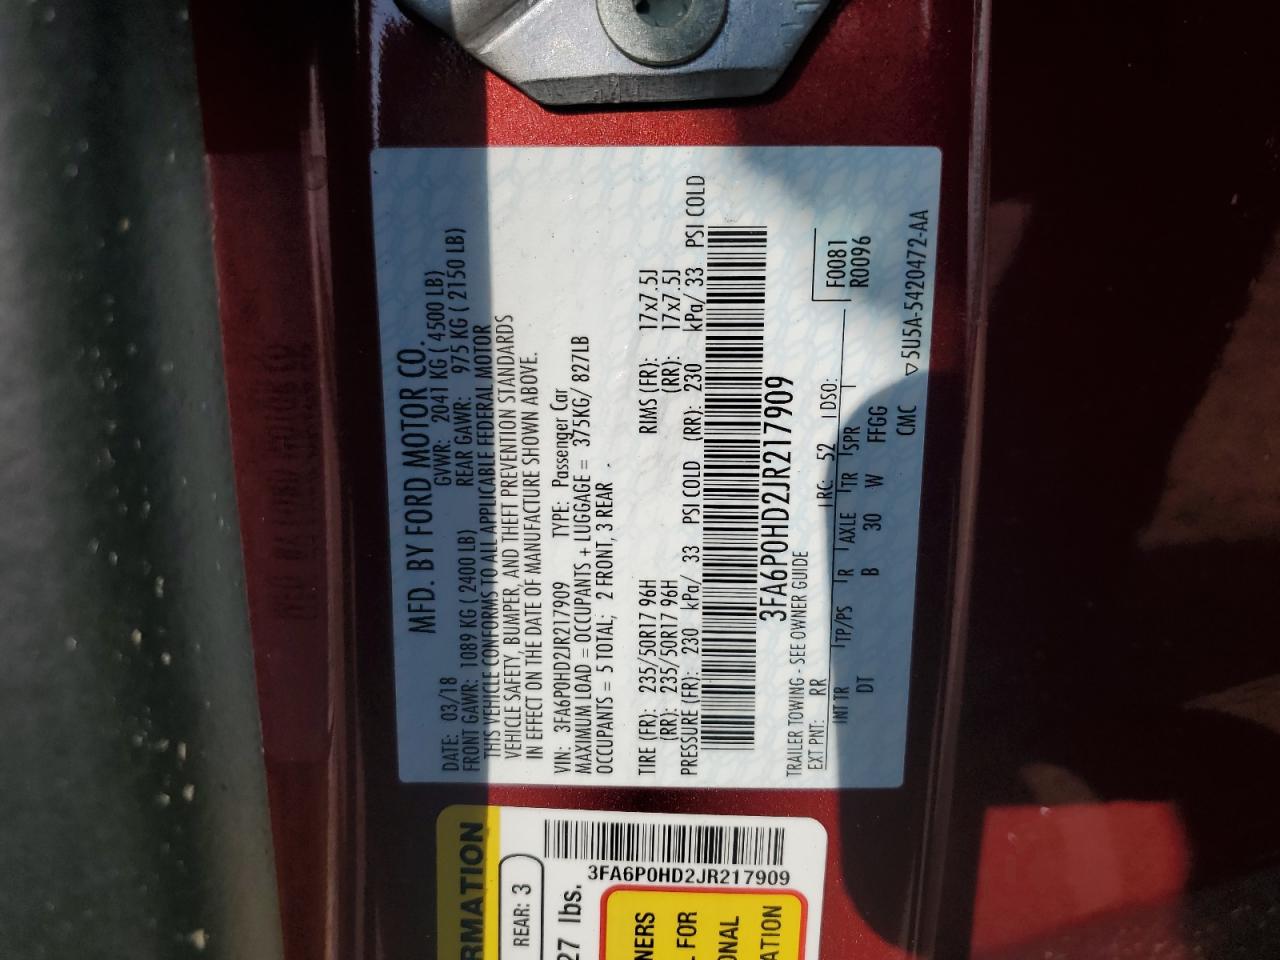 MFD. BY FORD MOTOR CO.
DATE: 03/18 GVWR: 2041 KG ( 4500 LB)
FRONT GAWR: 1089 KG ( 2400 LB) REAR GAWR: 975 KG ( 2150 LB)
THIS VEHICLE CONFORMS TO ALL APPLICABLE FEDERAL MOTOR
VEHICLE SAFETY, BUMPER, AND THEFT PREVENTION STANDARDS
IN EFFECT ON THE DATE OF MANUFACTURE SHOWN ABOVE.
VIN: 3FA6P0HD2JR217909 TYPE: Passenger Car
MAXIMUM LOAD = OCCUPANTS + LUGGAGE = 375KG/ 827LB
OCCUPANTS = 5 TOTAL; 2 FRONT, 3 REAR
TIRE (FR): 235/50R17 96H RIMS (FR): 17x7.5J
(RR): 235/50R17 96H (RR): 17x7.5J
PRESSURE (FR): 230 kPa/ 33 PSI COLD (RR): 230 kPa/ 33 PSI COLD
3FA6P0HD2JR217909
TRAILER TOWING - SEE OWNER GUIDE
F0081
R0096
EXT PNT: RR RC: 52 DSO:
INT TR TP/PS R AXLE TR SPR
DT B 30 W FFGG
CMC
▽5U5A-5420472-AA
RMATION
REAR: 3
27 lbs.
3FA6P0HD2JR217909
NERS
L FOR
ONAL
ATION